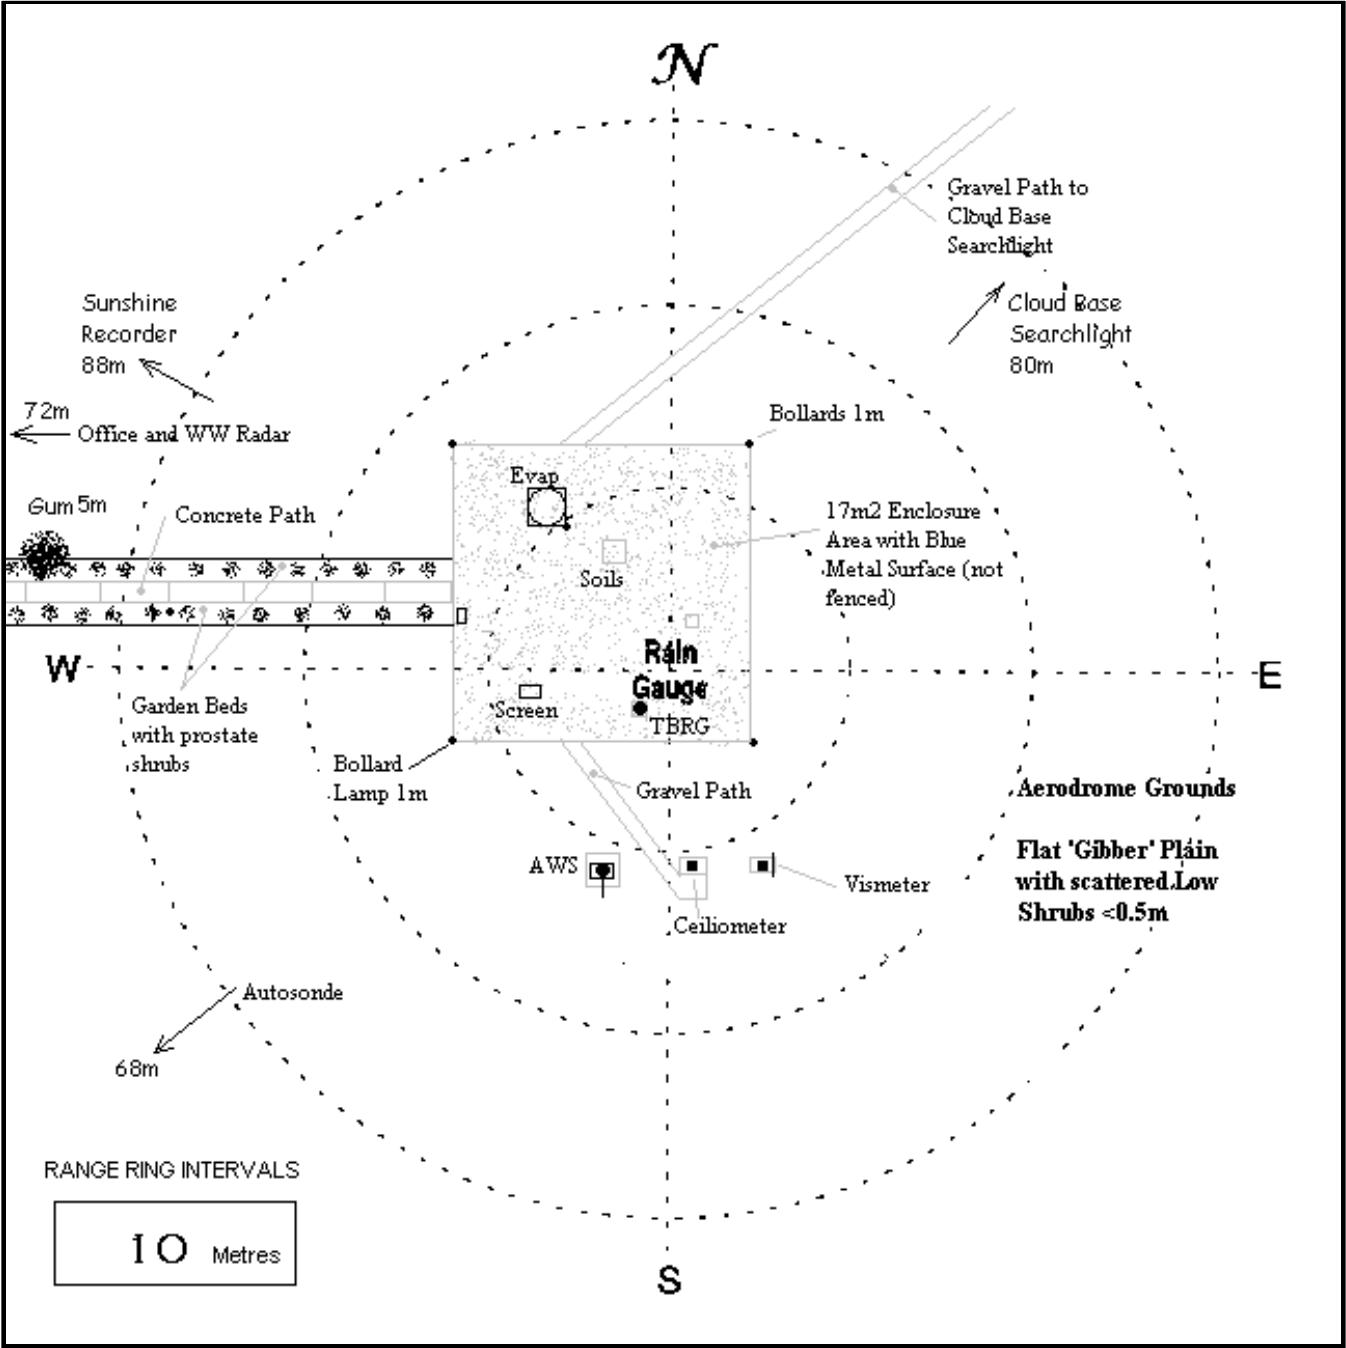 N
Gravel Path to
Cloud Base
Searchlight
Sunshine
Recorder
88m
Cloud Base
Searchlight
80m
72m
Office and WW Radar
Bollards 1m
Evap
Gum 5m
Concrete Path
17m2 Enclosure
Area with Blue
Metal Surface (not
fenced)
Soils
Rain
Gauge
W
E
Screen
TBRG
Garden Beds
with prostate
shrubs
Bollard
Lamp 1m
Gravel Path
Aerodrome Grounds
Flat 'Gibber' Plain
with scattered Low
Shrubs <0.5m
AWS
Vismeter
Ceiliometer
Autosonde
68m
RANGE RING INTERVALS
10 Metres
S